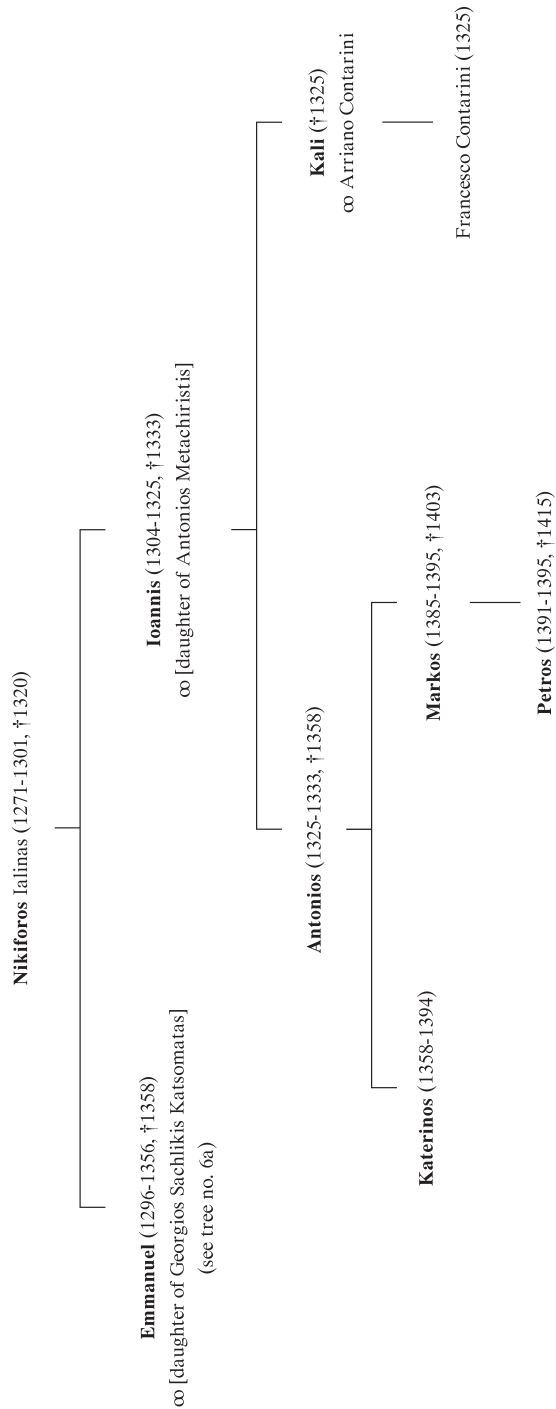 Nikiforos Ialinas (1271-1301, †1320)
Emmanuel (1296-1356, †1358)
∞ [daughter of Georgios Sachlikis Katsomatas]
(see tree no. 6a)
Ioannis (1304-1325, †1333)
∞ [daughter of Antonios Metachiristis]
Antonios (1325-1333, †1358)
Kali (†1325)
∞ Arriano Contarini
Katerinos (1358-1394)
Markos (1385-1395, †1403)
Francesco Contarini (1325)
Petros (1391-1395, †1415)